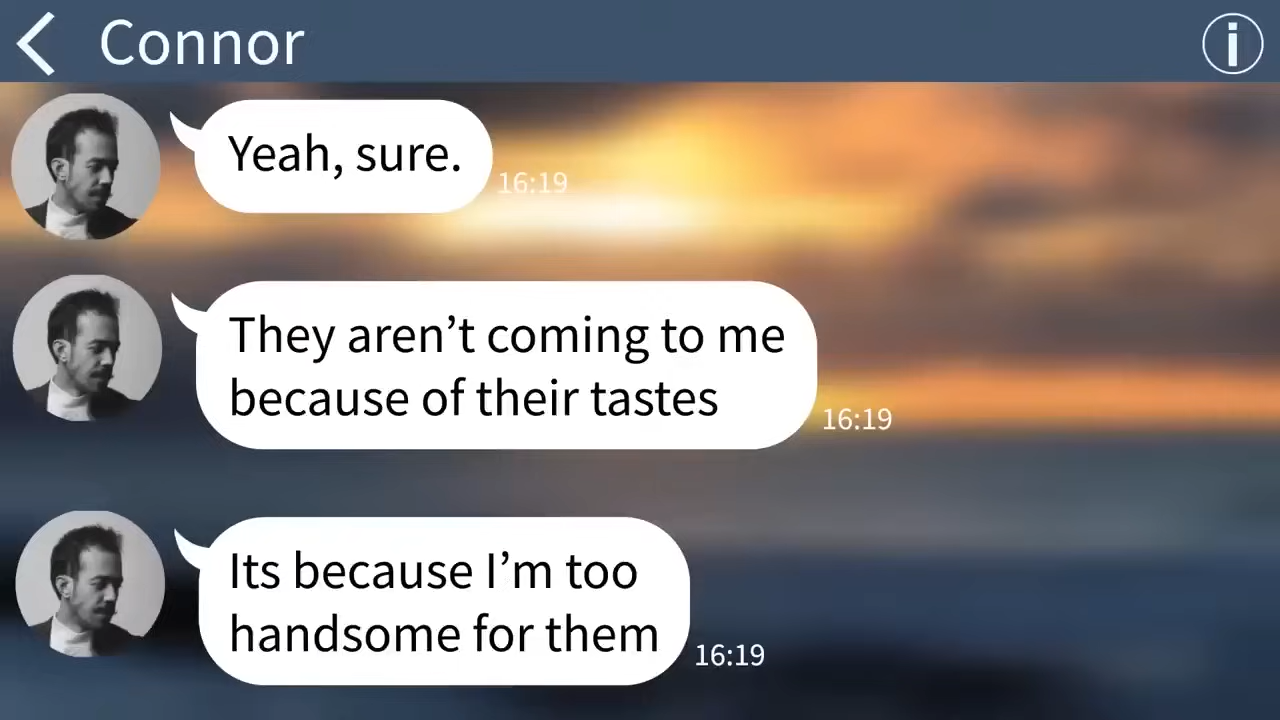 Connor
Yeah, sure.
16:19
They aren’t coming to me
because of their tastes
16:19
Its because I’m too
handsome for them
16:19